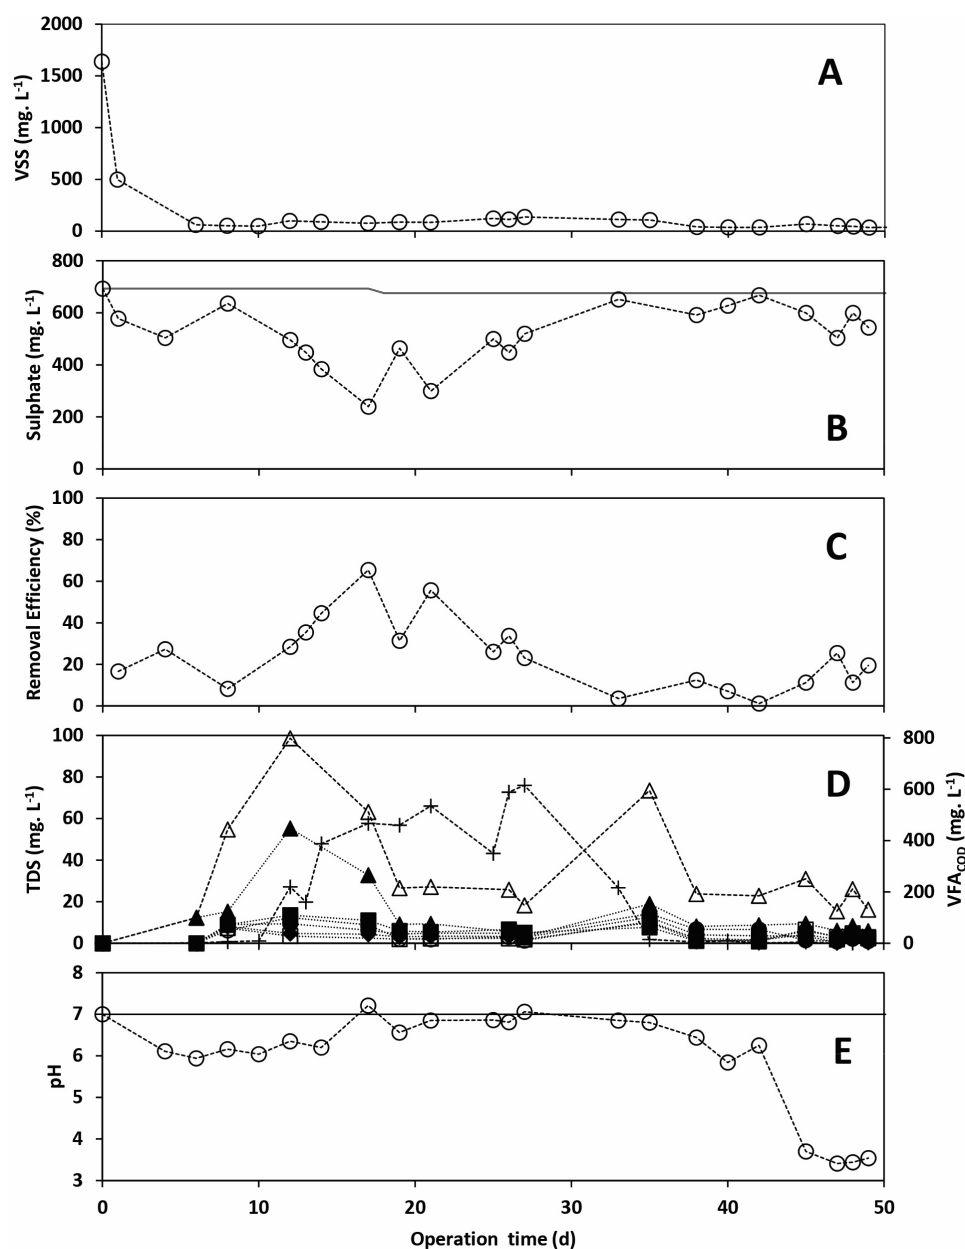 2000
1500
1000
500
0
VSS (mg. L-1)
A
800
600
400
200
0
Sulphate (mg. L-1)
B
100
80
60
40
20
0
Removal Efficiency (%)
C
100
80
60
40
20
0
TDS (mg. L-1)
D
800
600
400
200
0
VFACOD (mg. L-1)
8
7
6
5
4
3
pH
E
0 10 20 30 40 50
Operation time (d)